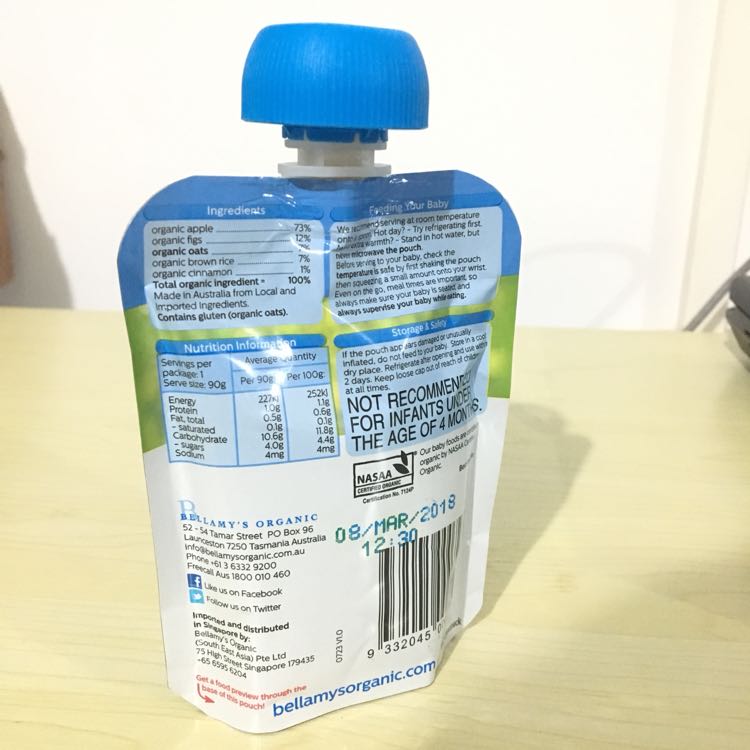 Ingredients
organic apple 73%
organic figs 12%
organic oats 7%
organic brown rice 7%
organic cinnamon 1%
Total organic ingredient = 100%
Made in Australia from Local and
Imported Ingredients.
Contains gluten (organic oats).
Feeding Your Baby
We recommend serving at room temperature
only. Hot day? - Try refrigerating first.
extra warmth? - Stand in hot water, but
never microwave the pouch.
Before serving to your baby, check the
temperature is safe by first shaking the pouch
then squeezing a small amount onto your wrist.
Even on the go, meal times are important, so
always make sure your baby is seated and
always supervise your baby while eating.
Nutrition Information
Servings per
package: 1
Serve size: 90g
Average Quantity
Per 90g: Per 100g:
Energy 227kJ 252kJ
Protein 1.0g 1.1g
Fat, total 0.5g 0.6g
- saturated 0.1g 0.1g
Carbohydrate 10.6g 11.8g
- sugars 4.0g 4.4g
Sodium 4mg 4mg
Storage & Safety
If the pouch appears damaged or unusually
inflated, do not feed to your baby. Store in a cool
dry place. Refrigerate after opening and use within
2 days. Keep loose cap out of reach of children
at all times.
NOT RECOMMENDED
FOR INFANTS UNDER
THE AGE OF 4 MONTHS.
NASAA
CERTIFIED ORGANIC
Certification No. 7124P
Our baby foods are
organic by NASAA
Organic.
BELLAMY'S ORGANIC
52 - 54 Tamar Street PO Box 96
Launceston 7250 Tasmania Australia
info@bellamysorganic.com.au
Phone +61 3 6332 9200
Freecall Aus 1800 010 460
Like us on Facebook
Follow us on Twitter
08/MAR/2018
12:30
Imported and distributed
in Singapore by:
Bellamy's Organic
(South East Asia) Pte Ltd
75 High Street Singapore 179435
+65 6595 6204
0723 V1.0
9 332045 0
Get a food preview through the
base of this pouch!
bellamysorganic.com